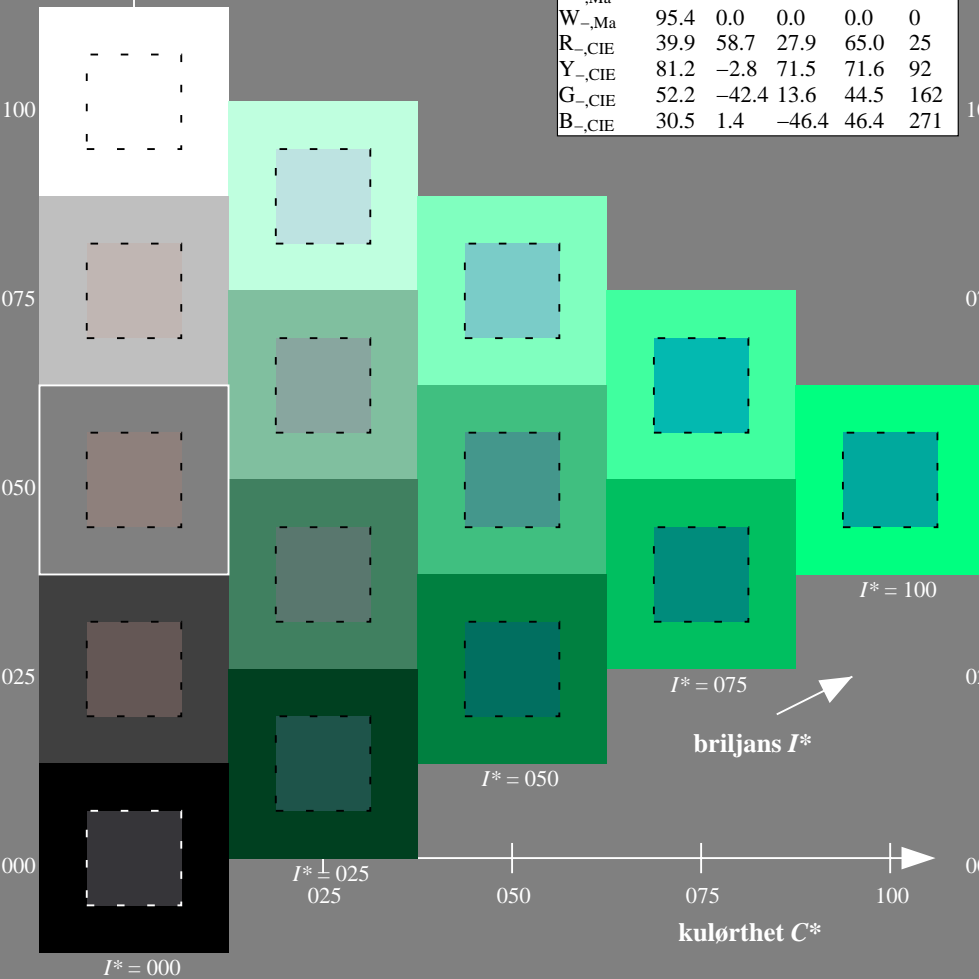 W–,Ma 95.4 0.0 0.0 0.0 0
R–,CIE 39.9 58.7 27.9 65.0 25
Y–,CIE 81.2 –2.8 71.5 71.6 92
G–,CIE 52.2 –42.4 13.6 44.5 162
B–,CIE 30.5 1.4 –46.4 46.4 271
100
075
050
025
000
I* = 100
I* = 075
briljans I*
I* = 050
I* = 025
025 050 075 100
kulørthet C*
I* = 000